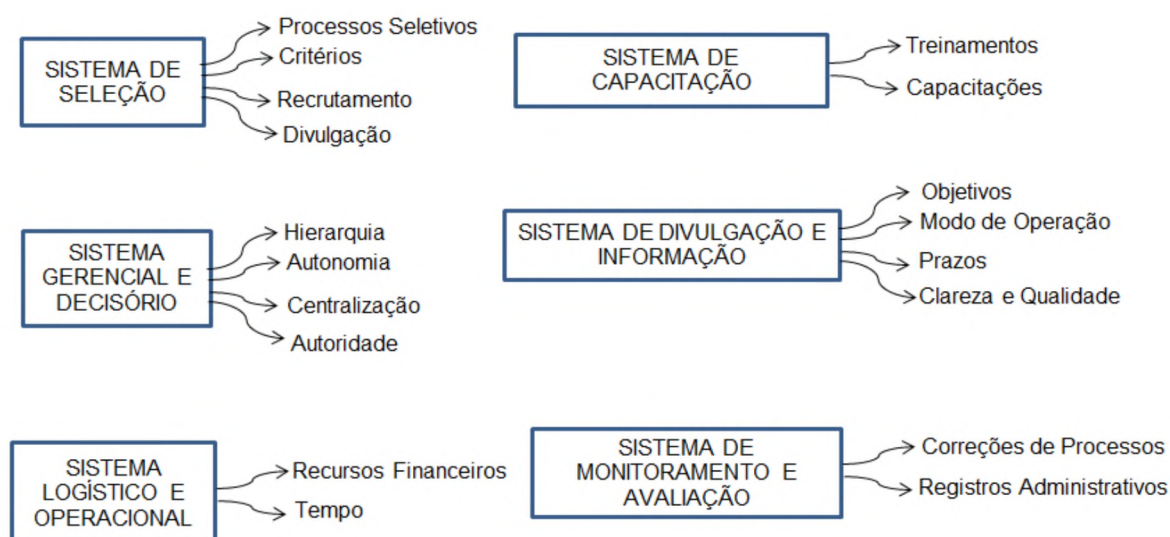 SISTEMA DE
SELEÇÃO
Processos Seletivos
Critérios
Recrutamento
Divulgação
SISTEMA DE
CAPACITAÇÃO
Treinamentos
Capacitações
SISTEMA
GERENCIAL E
DECISÓRIO
Hierarquia
Autonomia
Centralização
Autoridade
SISTEMA DE DIVULGAÇÃO E
INFORMAÇÃO
Objetivos
Modo de Operação
Prazos
Clareza e Qualidade
SISTEMA
LOGÍSTICO E
OPERACIONAL
Recursos Financeiros
Tempo
SISTEMA DE
MONITORAMENTO E
AVALIAÇÃO
Correções de Processos
Registros Administrativos